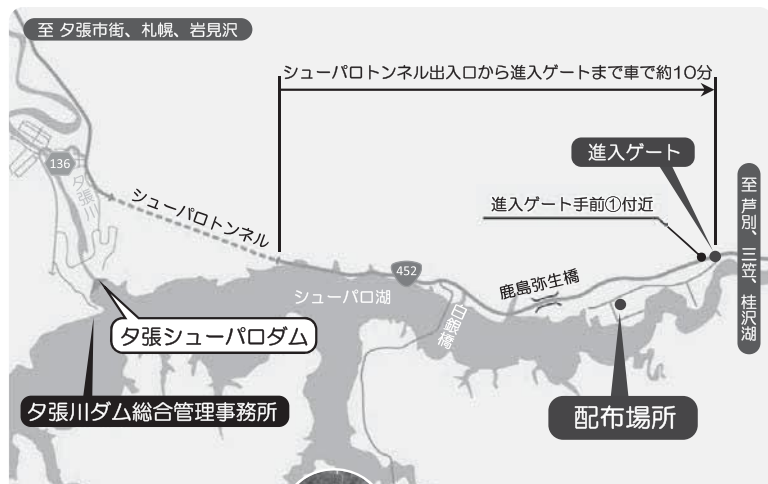 至 夕張市街、札幌、岩見沢
シューパロトンネル出入口から進入ゲートまで車で約10分
進入ゲート
136
夕張川
シューパロトンネル
進入ゲート手前①付近
至 芦別、三笠、桂沢湖
452
シューパロ湖
鹿島弥生橋
白銀橋
夕張シューパロダム
夕張川ダム総合管理事務所
配布場所